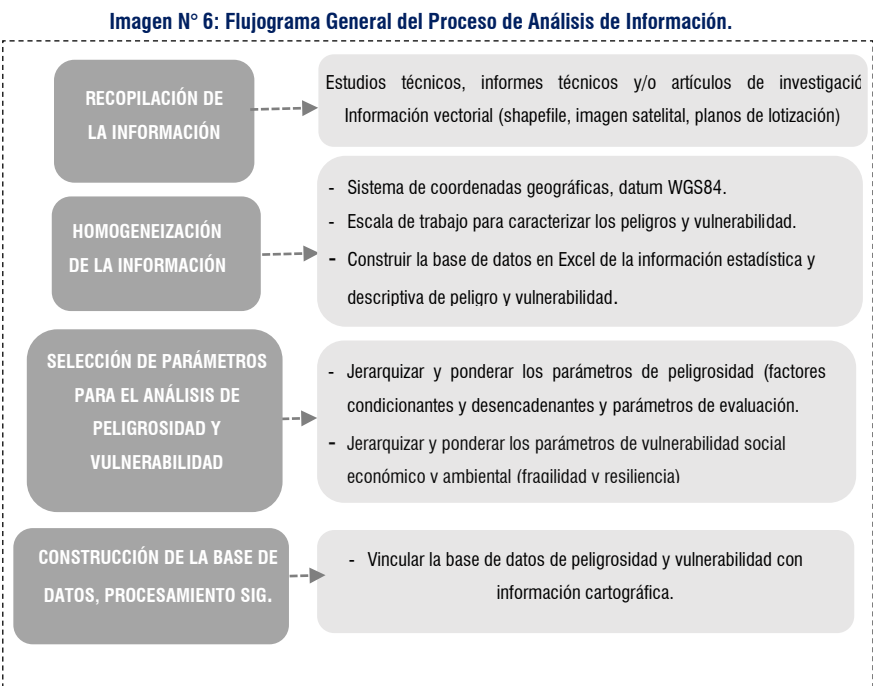 Imagen N° 6: Flujograma General del Proceso de Análisis de Información.
RECOPILACIÓN DE
LA INFORMACIÓN
Estudios técnicos, informes técnicos y/o artículos de investigació
Información vectorial (shapefile, imagen satelital, planos de lotización)
HOMOGENEIZACIÓN
DE LA INFORMACIÓN
- Sistema de coordenadas geográficas, datum WGS84.
- Escala de trabajo para caracterizar los peligros y vulnerabilidad.
- Construir la base de datos en Excel de la información estadística y
descriptiva de peligro y vulnerabilidad.
SELECCIÓN DE PARÁMETROS
PARA EL ANÁLISIS DE
PELIGROSIDAD Y
VULNERABILIDAD
- Jerarquizar y ponderar los parámetros de peligrosidad (factores
condicionantes y desencadenantes y parámetros de evaluación.
- Jerarquizar y ponderar los parámetros de vulnerabilidad social
económico y ambiental (fragilidad y resiliencia)
CONSTRUCCIÓN DE LA BASE DE
DATOS, PROCESAMIENTO SIG.
- Vincular la base de datos de peligrosidad y vulnerabilidad con
información cartográfica.